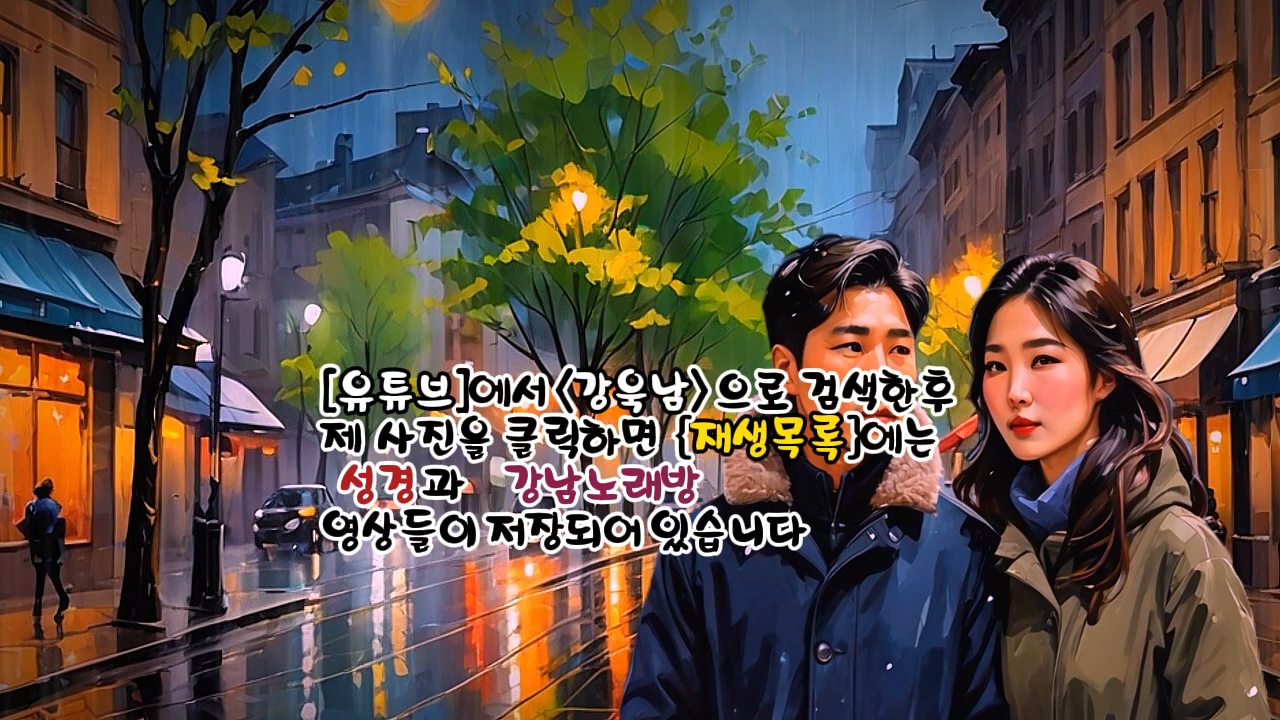 [유튜브]에서 <강욱남> 으로 검색한후
제 사진을 클릭하면 {재생목록}에는
성경과 강남노래방
영상들이 저장되어 있습니다